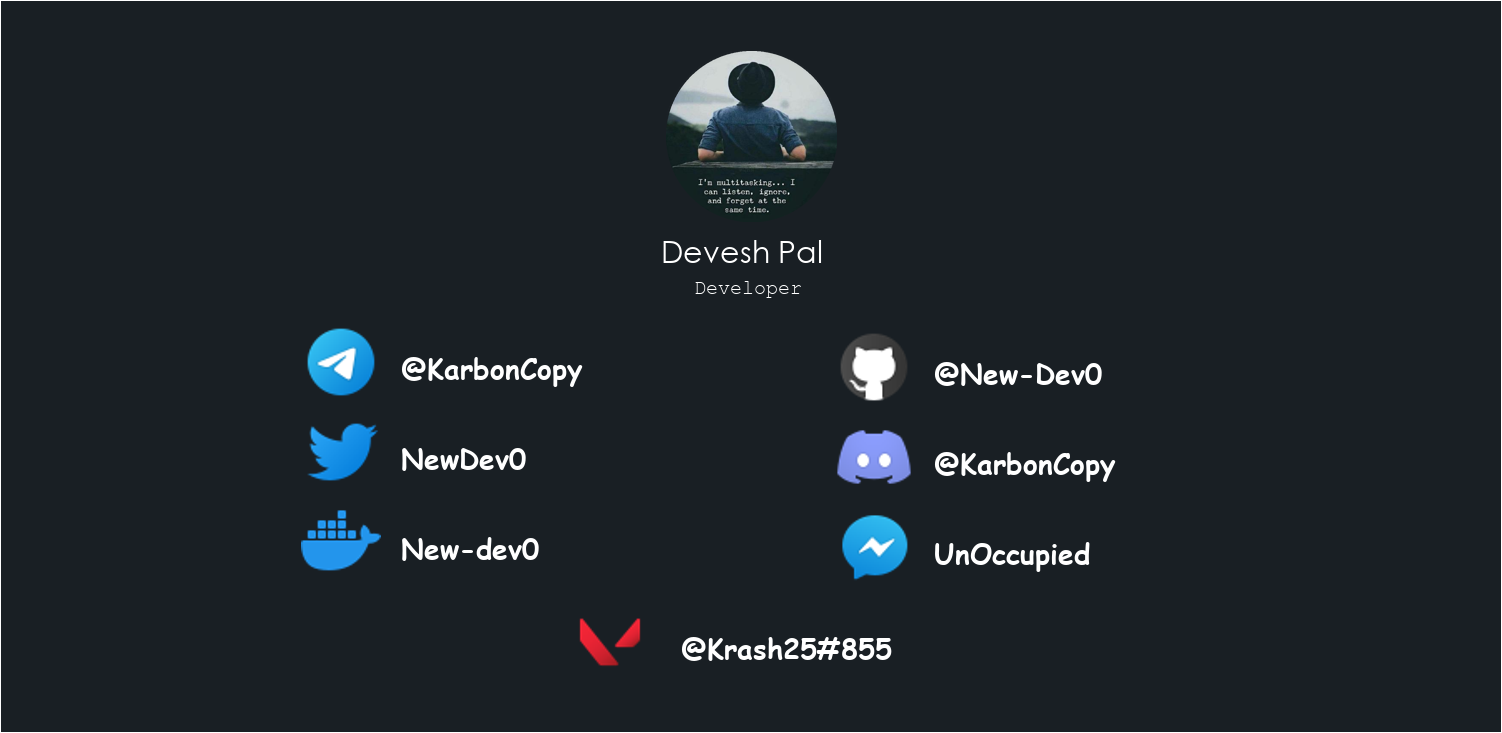 I'm multitasking... I
can listen, ignore,
and forget at the
same time.
Devesh Pal
Developer
@KarbonCopy
@New-Dev0
NewDev0
@KarbonCopy
New-dev0
UnOccupied
@Krash25#855